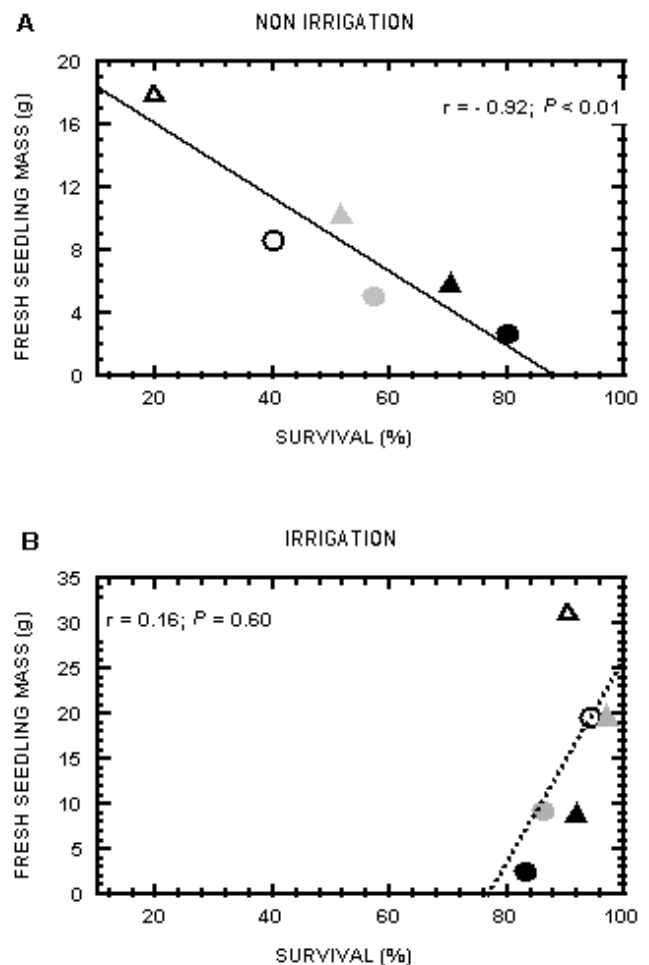 A
NON IRRIGATION
20
16
12
8
4
0
FRESH SEEDLING MASS (g)
r = - 0.92; P < 0.01
20 40 60 80 100
SURVIVAL (%)
B
IRRIGATION
35
30
25
20
15
10
5
0
FRESH SEEDLING MASS (g)
r = 0.16; P = 0.60
20 40 60 80 100
SURVIVAL (%)